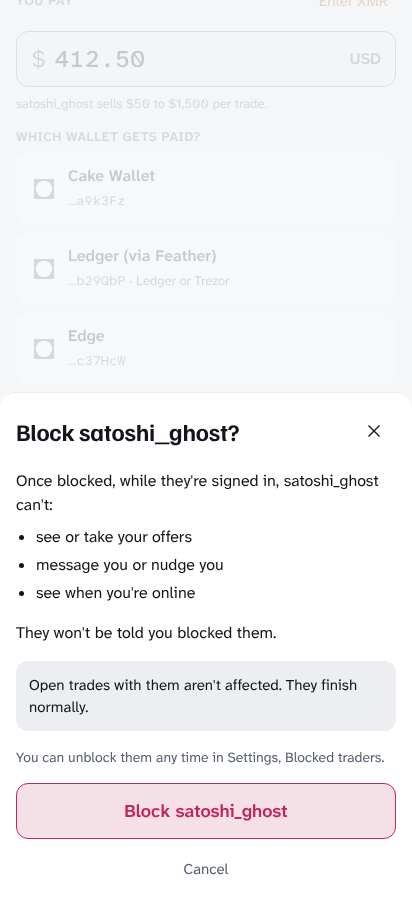 YOU PAY
Enter XMR
$ 412.50 USD
satoshi_ghost sells $50 to $1,500 per trade.
WHICH WALLET GETS PAID?
Cake Wallet
…a9k3Fz
Ledger (via Feather)
…b29QbP · Ledger or Trezor
Edge
…c37HcW
Block satoshi_ghost?
Once blocked, while they're signed in, satoshi_ghost
can't:
• see or take your offers
• message you or nudge you
• see when you're online
They won't be told you blocked them.
Open trades with them aren't affected. They finish
normally.
You can unblock them any time in Settings, Blocked traders.
Block satoshi_ghost
Cancel